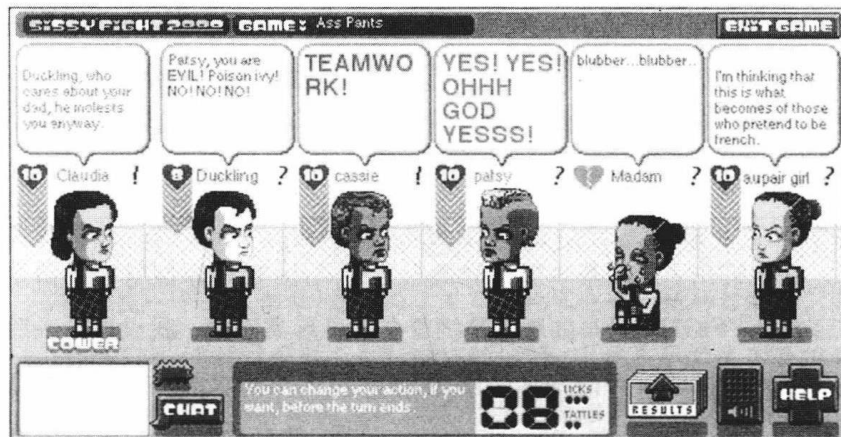 SiSSY FiGHT 2000
GAME: Ass Pants
EXiT GAME
Duckling, who
cares about your
dad, he molests
you anyway.
Patsy, you are
EVIL! Poison ivy!
NO! NO! NO!
TEAMWO
RK!
YES! YES!
OHHH
GOD
YESSS!
blubber...blubber..
.
I'm thinking that
this is what
becomes of those
who pretend to be
french.
10 Claudia !
8 Duckling ?
10 cassie !
10 patsy ?
Madam ?
10 aupair girl ?
COWER
CHAT
You can change your action, if you
want, before the turn ends.
08
LICKS
TATTLES
RESULTS
HELP